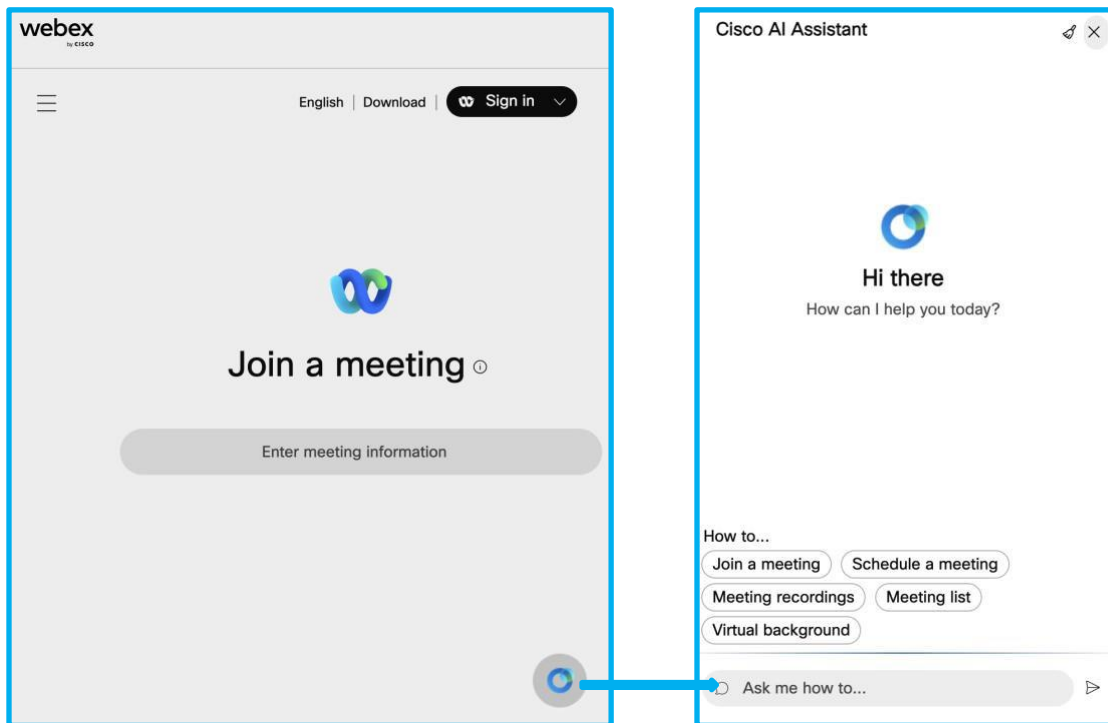 webex
by CISCO
English | Download | Sign in
Join a meeting
Enter meeting information
Cisco AI Assistant
Hi there
How can I help you today?
How to...
Join a meeting Schedule a meeting
Meeting recordings Meeting list
Virtual background
Ask me how to...